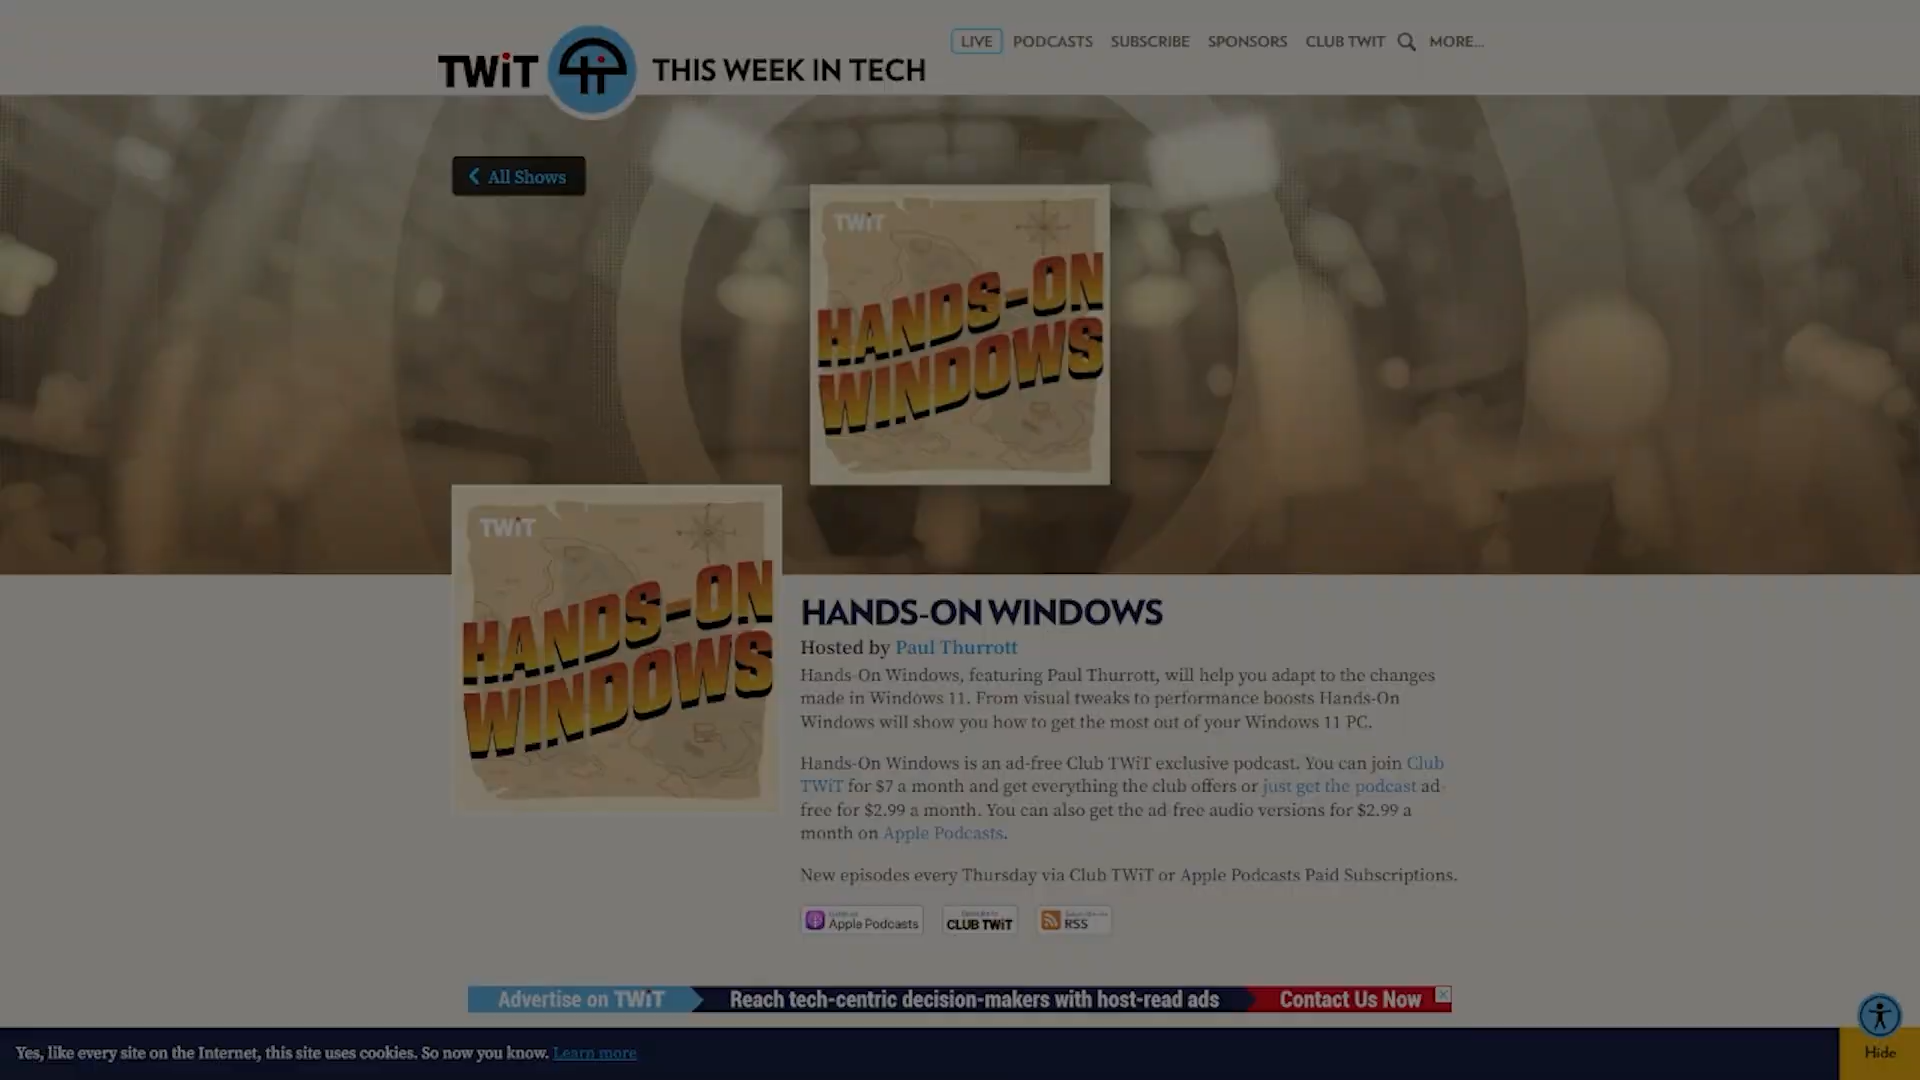 TWiT
THIS WEEK IN TECH
LIVE
PODCASTS
SUBSCRIBE
SPONSORS
CLUB TWIT
MORE...
All Shows
TWiT
HANDS-ON
WINDOWS
TWiT
HANDS-ON
WINDOWS
HANDS-ON WINDOWS
Hosted by Paul Thurrott
Hands-On Windows, featuring Paul Thurrott, will help you adapt to the changes
made in Windows 11. From visual tweaks to performance boosts Hands-On
Windows will show you how to get the most out of your Windows 11 PC.
Hands-On Windows is an ad-free Club TWiT exclusive podcast. You can join Club
TWiT for $7 a month and get everything the club offers or just get the podcast ad-
free for $2.99 a month. You can also get the ad-free audio versions for $2.99 a
month on Apple Podcasts.
New episodes every Thursday via Club TWiT or Apple Podcasts Paid Subscriptions.
Apple Podcasts
CLUB TWiT
RSS
Advertise on TWiT
Reach tech-centric decision-makers with host-read ads
Contact Us Now
Yes, like every site on the Internet, this site uses cookies. So now you know. Learn more
Hide